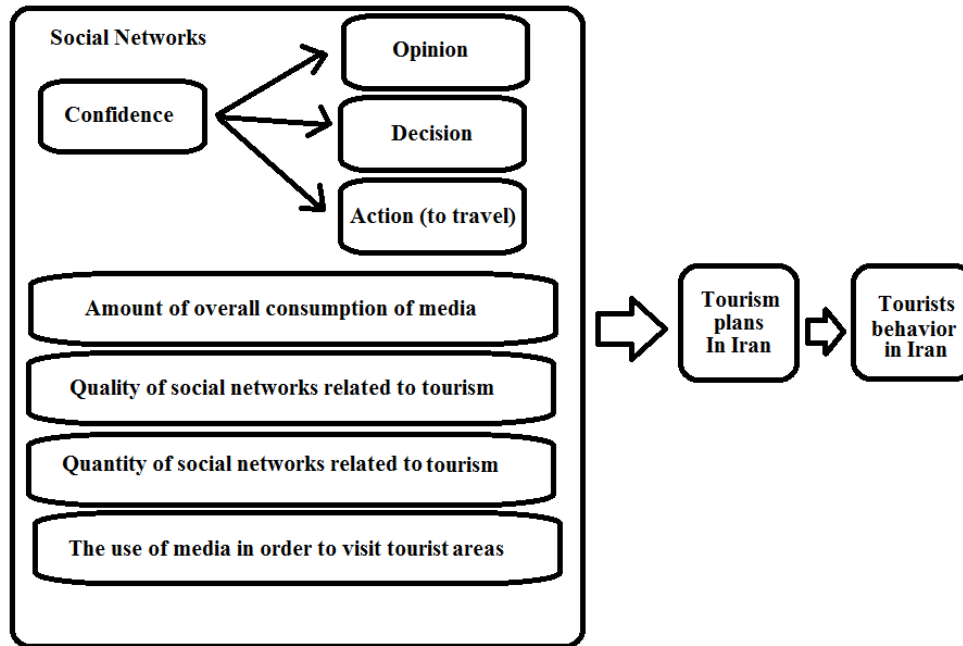 Social Networks
Opinion
Confidence
Decision
Action (to travel)
Amount of overall consumption of media
Quality of social networks related to tourism
Quantity of social networks related to tourism
The use of media in order to visit tourist areas
Tourism
plans
In Iran
Tourists
behavior
in Iran